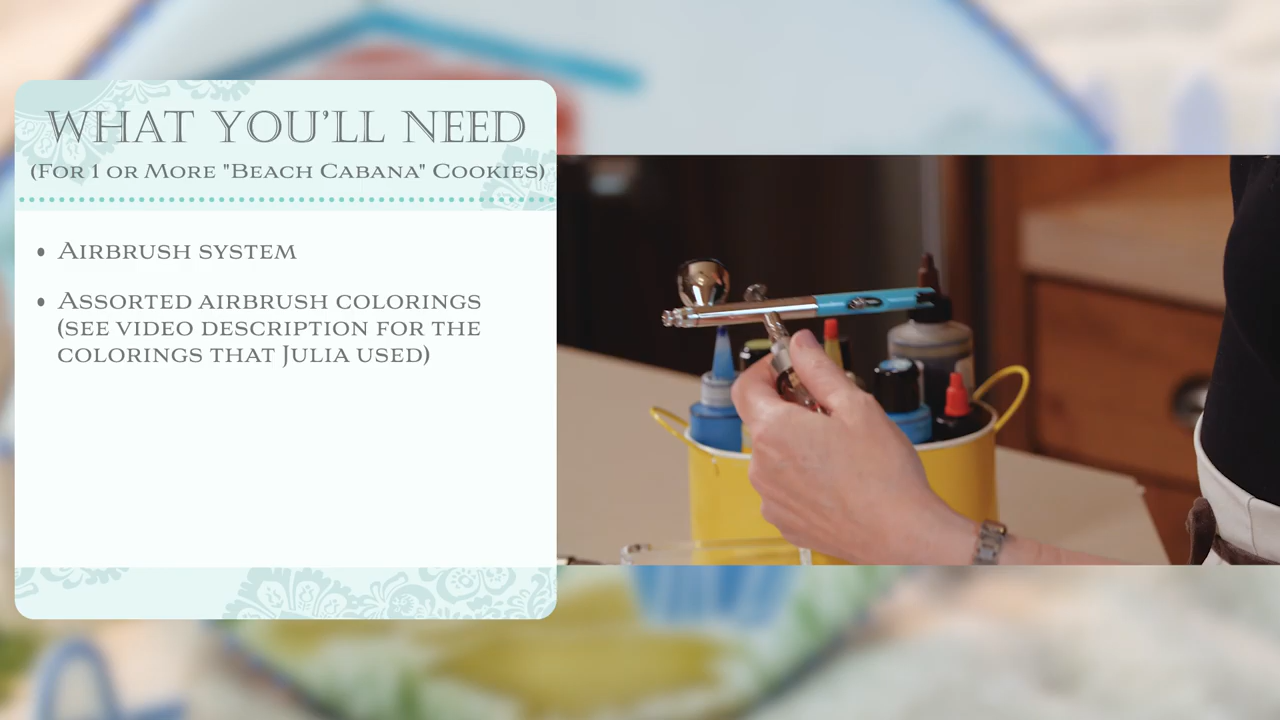 WHAT YOU'LL NEED
(For 1 or More "Beach Cabana" Cookies)
• Airbrush system
• Assorted airbrush colorings
(see video description for the
colorings that Julia used)